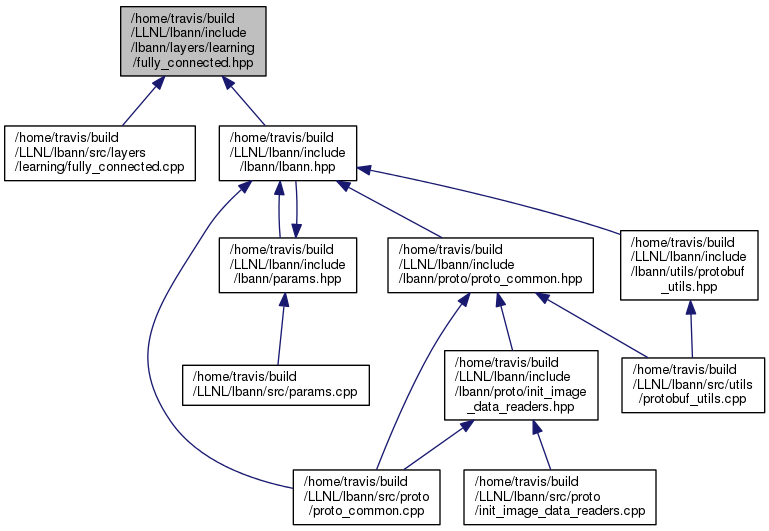 /home/travis/build
/LLNL/lbann/include
/lbann/layers/learning
/fully_connected.hpp
/home/travis/build
/LLNL/lbann/src/layers
/learning/fully_connected.cpp
/home/travis/build
/LLNL/lbann/include
/lbann/lbann.hpp
/home/travis/build
/LLNL/lbann/include
/lbann/params.hpp
/home/travis/build
/LLNL/lbann/include
/lbann/proto/proto_common.hpp
/home/travis/build
/LLNL/lbann/include
/lbann/utils/protobuf
_utils.hpp
/home/travis/build
/LLNL/lbann/src/params.cpp
/home/travis/build
/LLNL/lbann/include
/lbann/proto/init_image
_data_readers.hpp
/home/travis/build
/LLNL/lbann/src/utils
/protobuf_utils.cpp
/home/travis/build
/LLNL/lbann/src/proto
/proto_common.cpp
/home/travis/build
/LLNL/lbann/src/proto
/init_image_data_readers.cpp